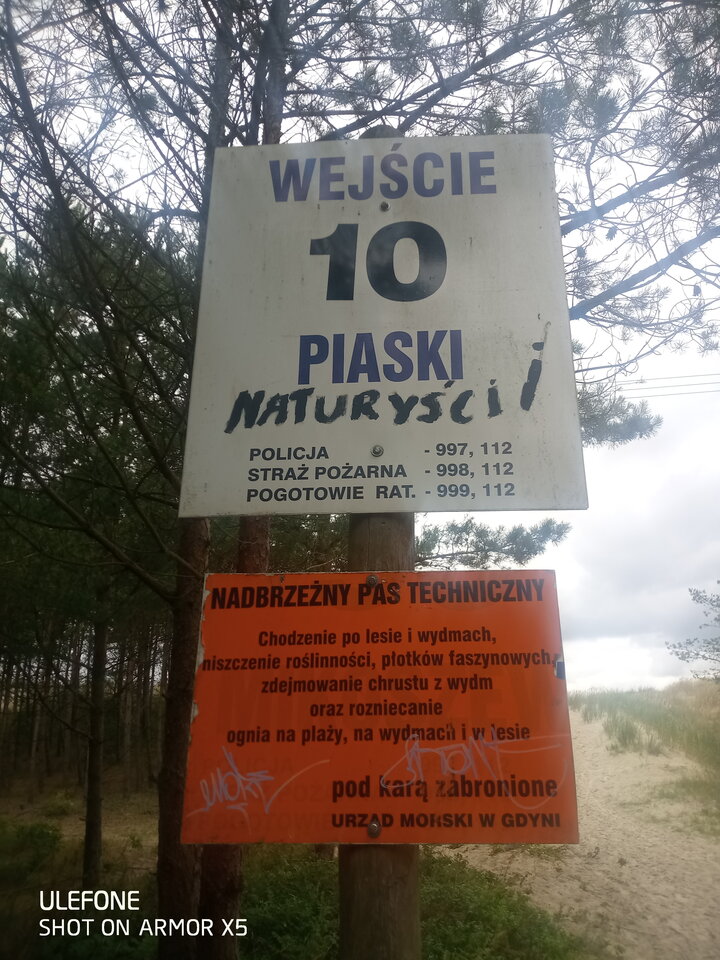 WEJŚCIE
10
PIASKI
NATURYŚCI!
POLICJA - 997, 112
STRAŻ POŻARNA - 998, 112
POGOTOWIE RAT. - 999, 112
NADBRZEŻNY PAS TECHNICZNY
Chodzenie po lesie i wydmach,
niszczenie roślinności, płotków faszynowych,
zdejmowanie chrustu z wydm
oraz rozniecanie
ognia na plaży, na wydmach i w lesie
pod karą zabronione
URZĄD MORSKI W GDYNI
ULEFONE
SHOT ON ARMOR X5